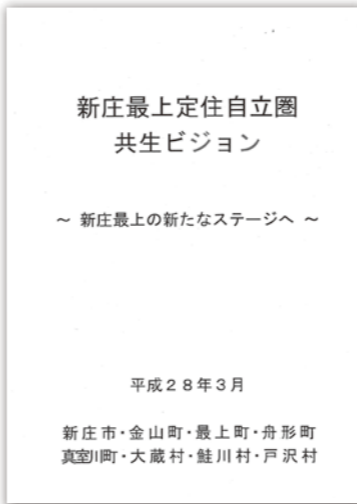 新庄最上定住自立圏
共生ビジョン
～ 新庄最上の新たなステージへ ～
平成２８年３月
新庄市・金山町・最上町・舟形町
真室川町・大蔵村・鮭川村・戸沢村